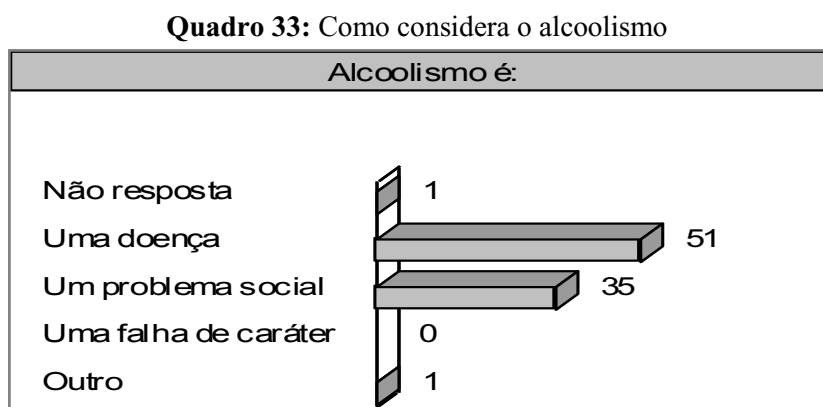 Quadro 33: Como considera o alcoolismo
Alcoolismo é:
Não resposta 1
Uma doença 51
Um problema social 35
Uma falha de caráter 0
Outro 1